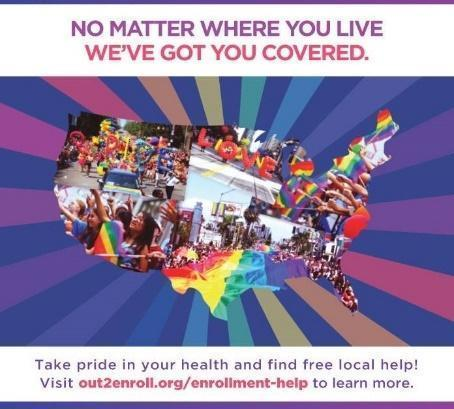 NO MATTER WHERE YOU LIVE
WE'VE GOT YOU COVERED.
LOVE
Take pride in your health and find free local help!
Visit out2enroll.org/enrollment-help to learn more.